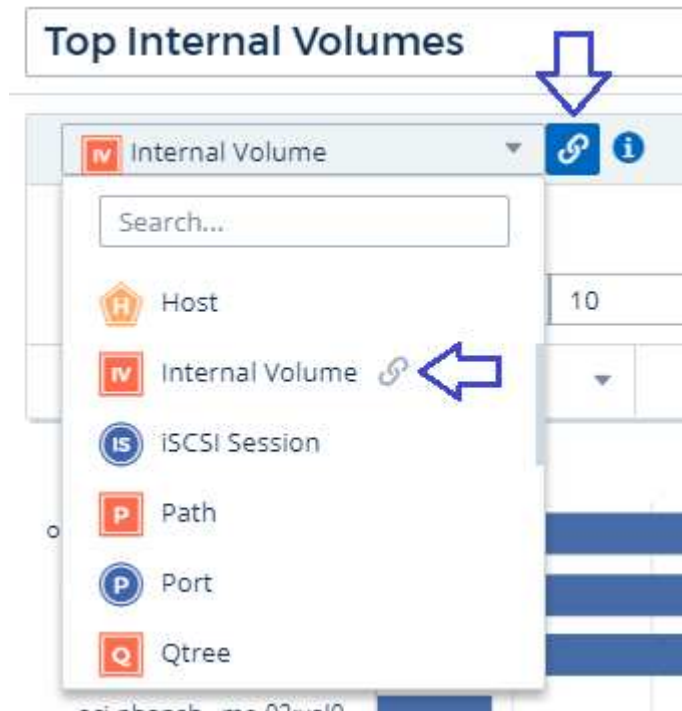 Top Internal Volumes
IV Internal Volume
i
Search...
H Host
10
IV Internal Volume
IS iSCSI Session
P Path
o
P Port
Q Qtree